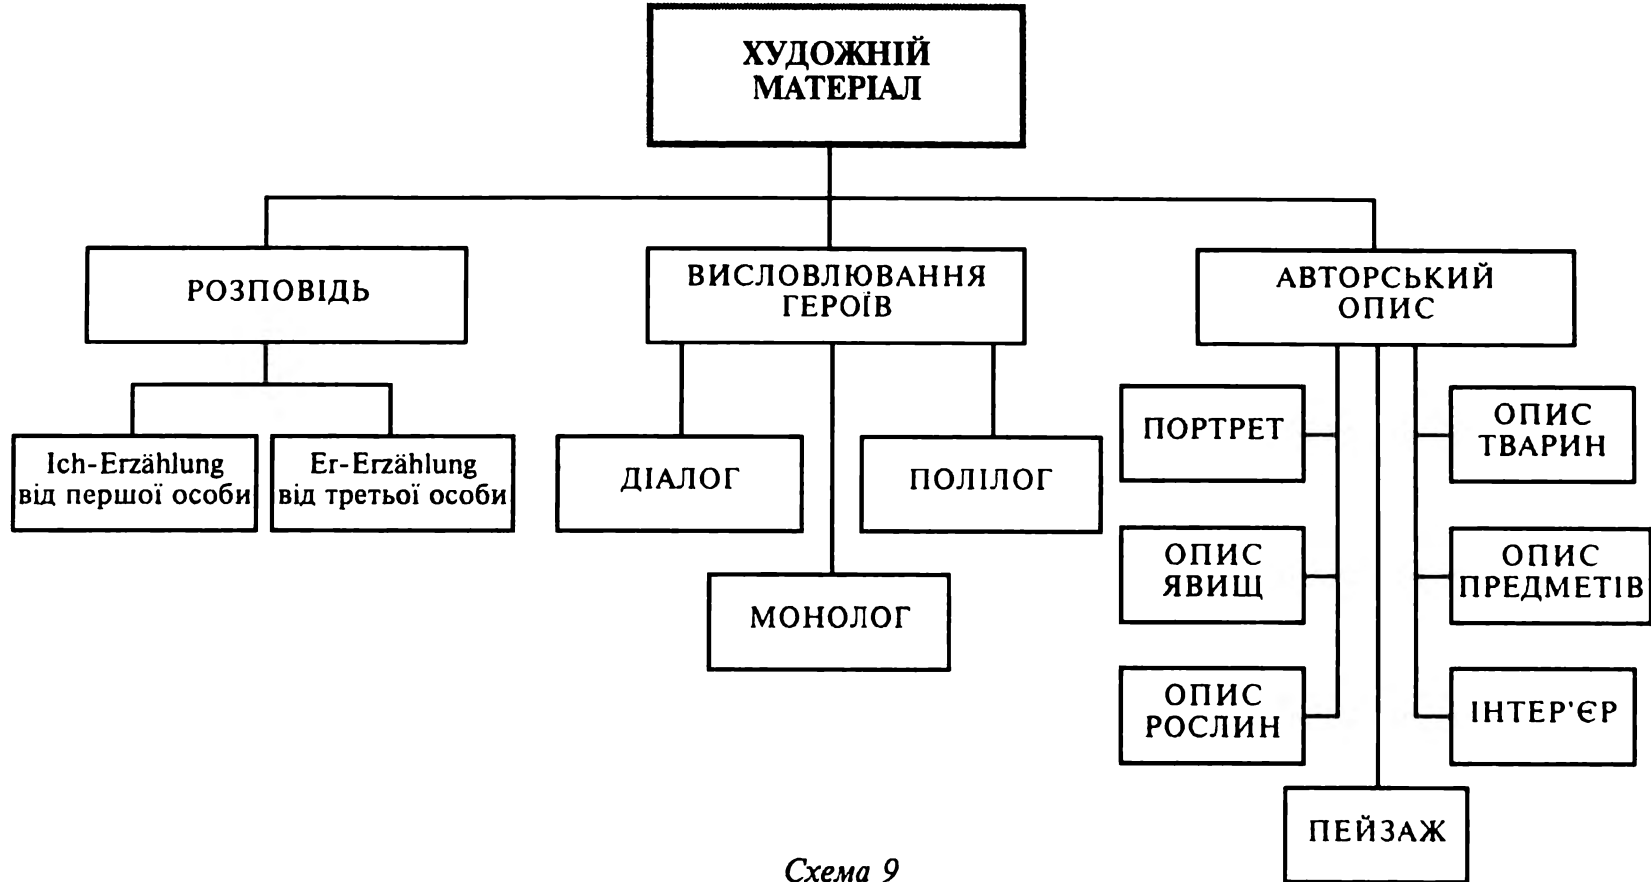 ХУДОЖНІЙ
МАТЕРІАЛ
РОЗПОВІДЬ
ВИСЛОВЛЮВАННЯ
ГЕРОЇВ
АВТОРСЬКИЙ
ОПИС
Ich-Erzählung
від першої особи
Er-Erzählung
від третьої особи
ДІАЛОГ
МОНОЛОГ
ПОЛІЛОГ
ПОРТРЕТ
ОПИС
ТВАРИН
ОПИС
ЯВИЩ
ОПИС
ПРЕДМЕТІВ
ОПИС
РОСЛИН
ІНТЕР'ЄР
ПЕЙЗАЖ
Схема 9